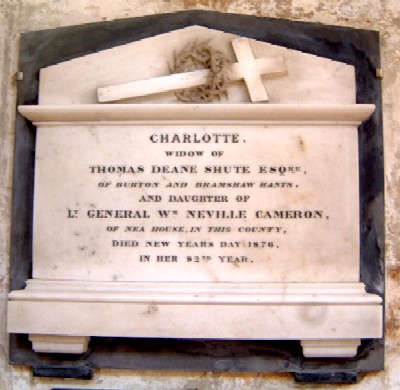 CHARLOTTE.
WIDOW OF
THOMAS DEANE SHUTE ESQRE,
OF BURTON AND BRAMSHAW HANTS,
AND DAUGHTER OF
LT GENERAL WM NEVILLE CAMERON,
OF NEA HOUSE, IN THIS COUNTY,
DIED NEW YEARS DAY 1876,
IN HER 82ND YEAR.